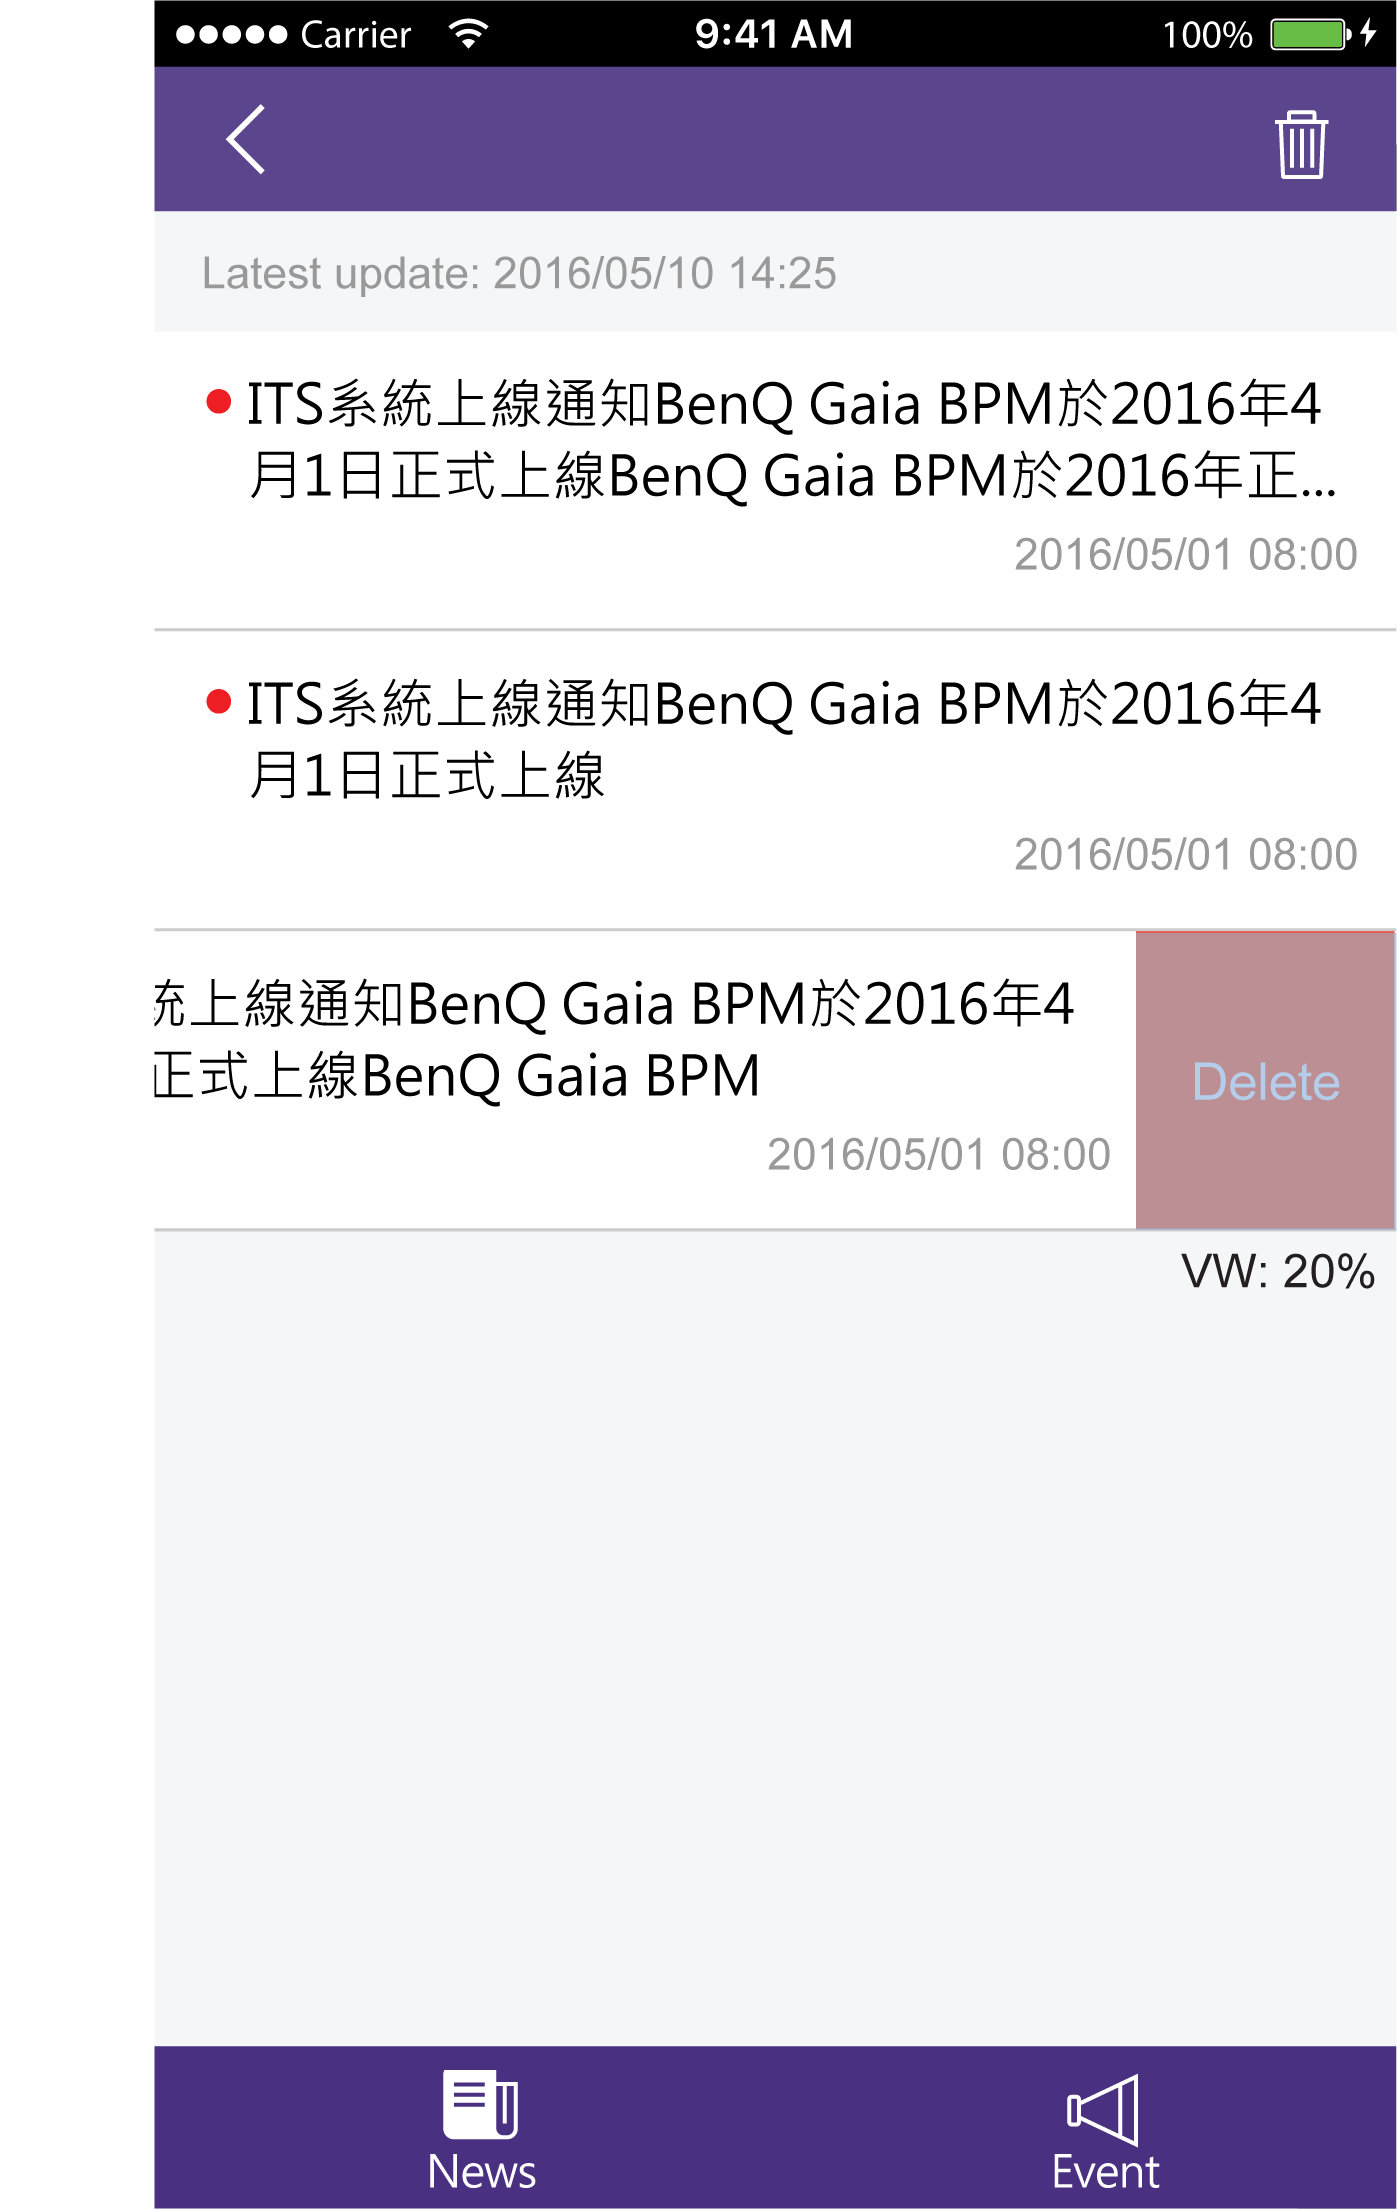 Carrier 9:41 AM 100%
Latest update: 2016/05/10 14:25
ITS系統上線通知BenQ Gaia BPM於2016年4
月1日正式上線BenQ Gaia BPM於2016年正...
2016/05/01 08:00
ITS系統上線通知BenQ Gaia BPM於2016年4
月1日正式上線
2016/05/01 08:00
統上線通知BenQ Gaia BPM於2016年4
正式上線BenQ Gaia BPM
2016/05/01 08:00
Delete
VW: 20%
News Event